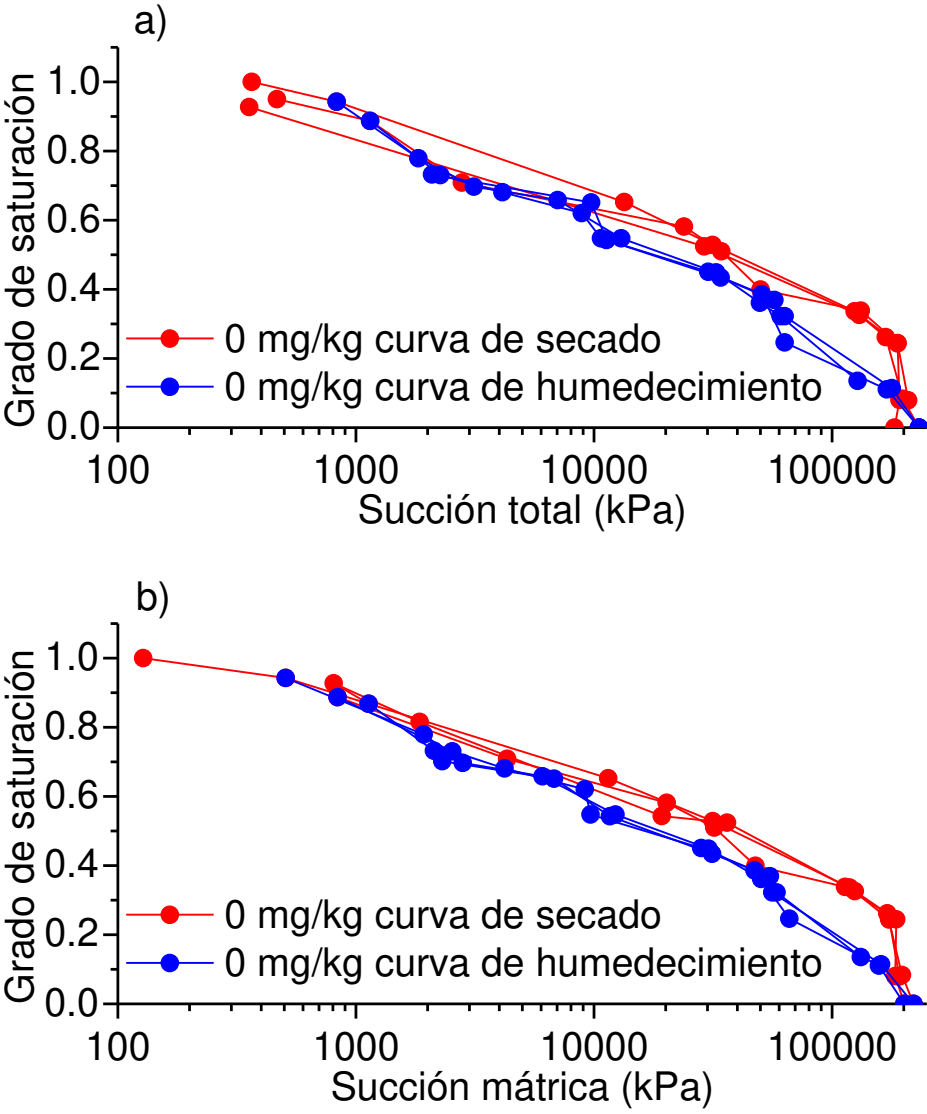 a)
Grado de saturación
1.0
0.8
0.6
0.4
0.2
0.0
0 mg/kg curva de secado
0 mg/kg curva de humedecimiento
100 1000 10000 100000
Succión total (kPa)
b)
Grado de saturación
1.0
0.8
0.6
0.4
0.2
0.0
0 mg/kg curva de secado
0 mg/kg curva de humedecimiento
100 1000 10000 100000
Succión mátrica (kPa)